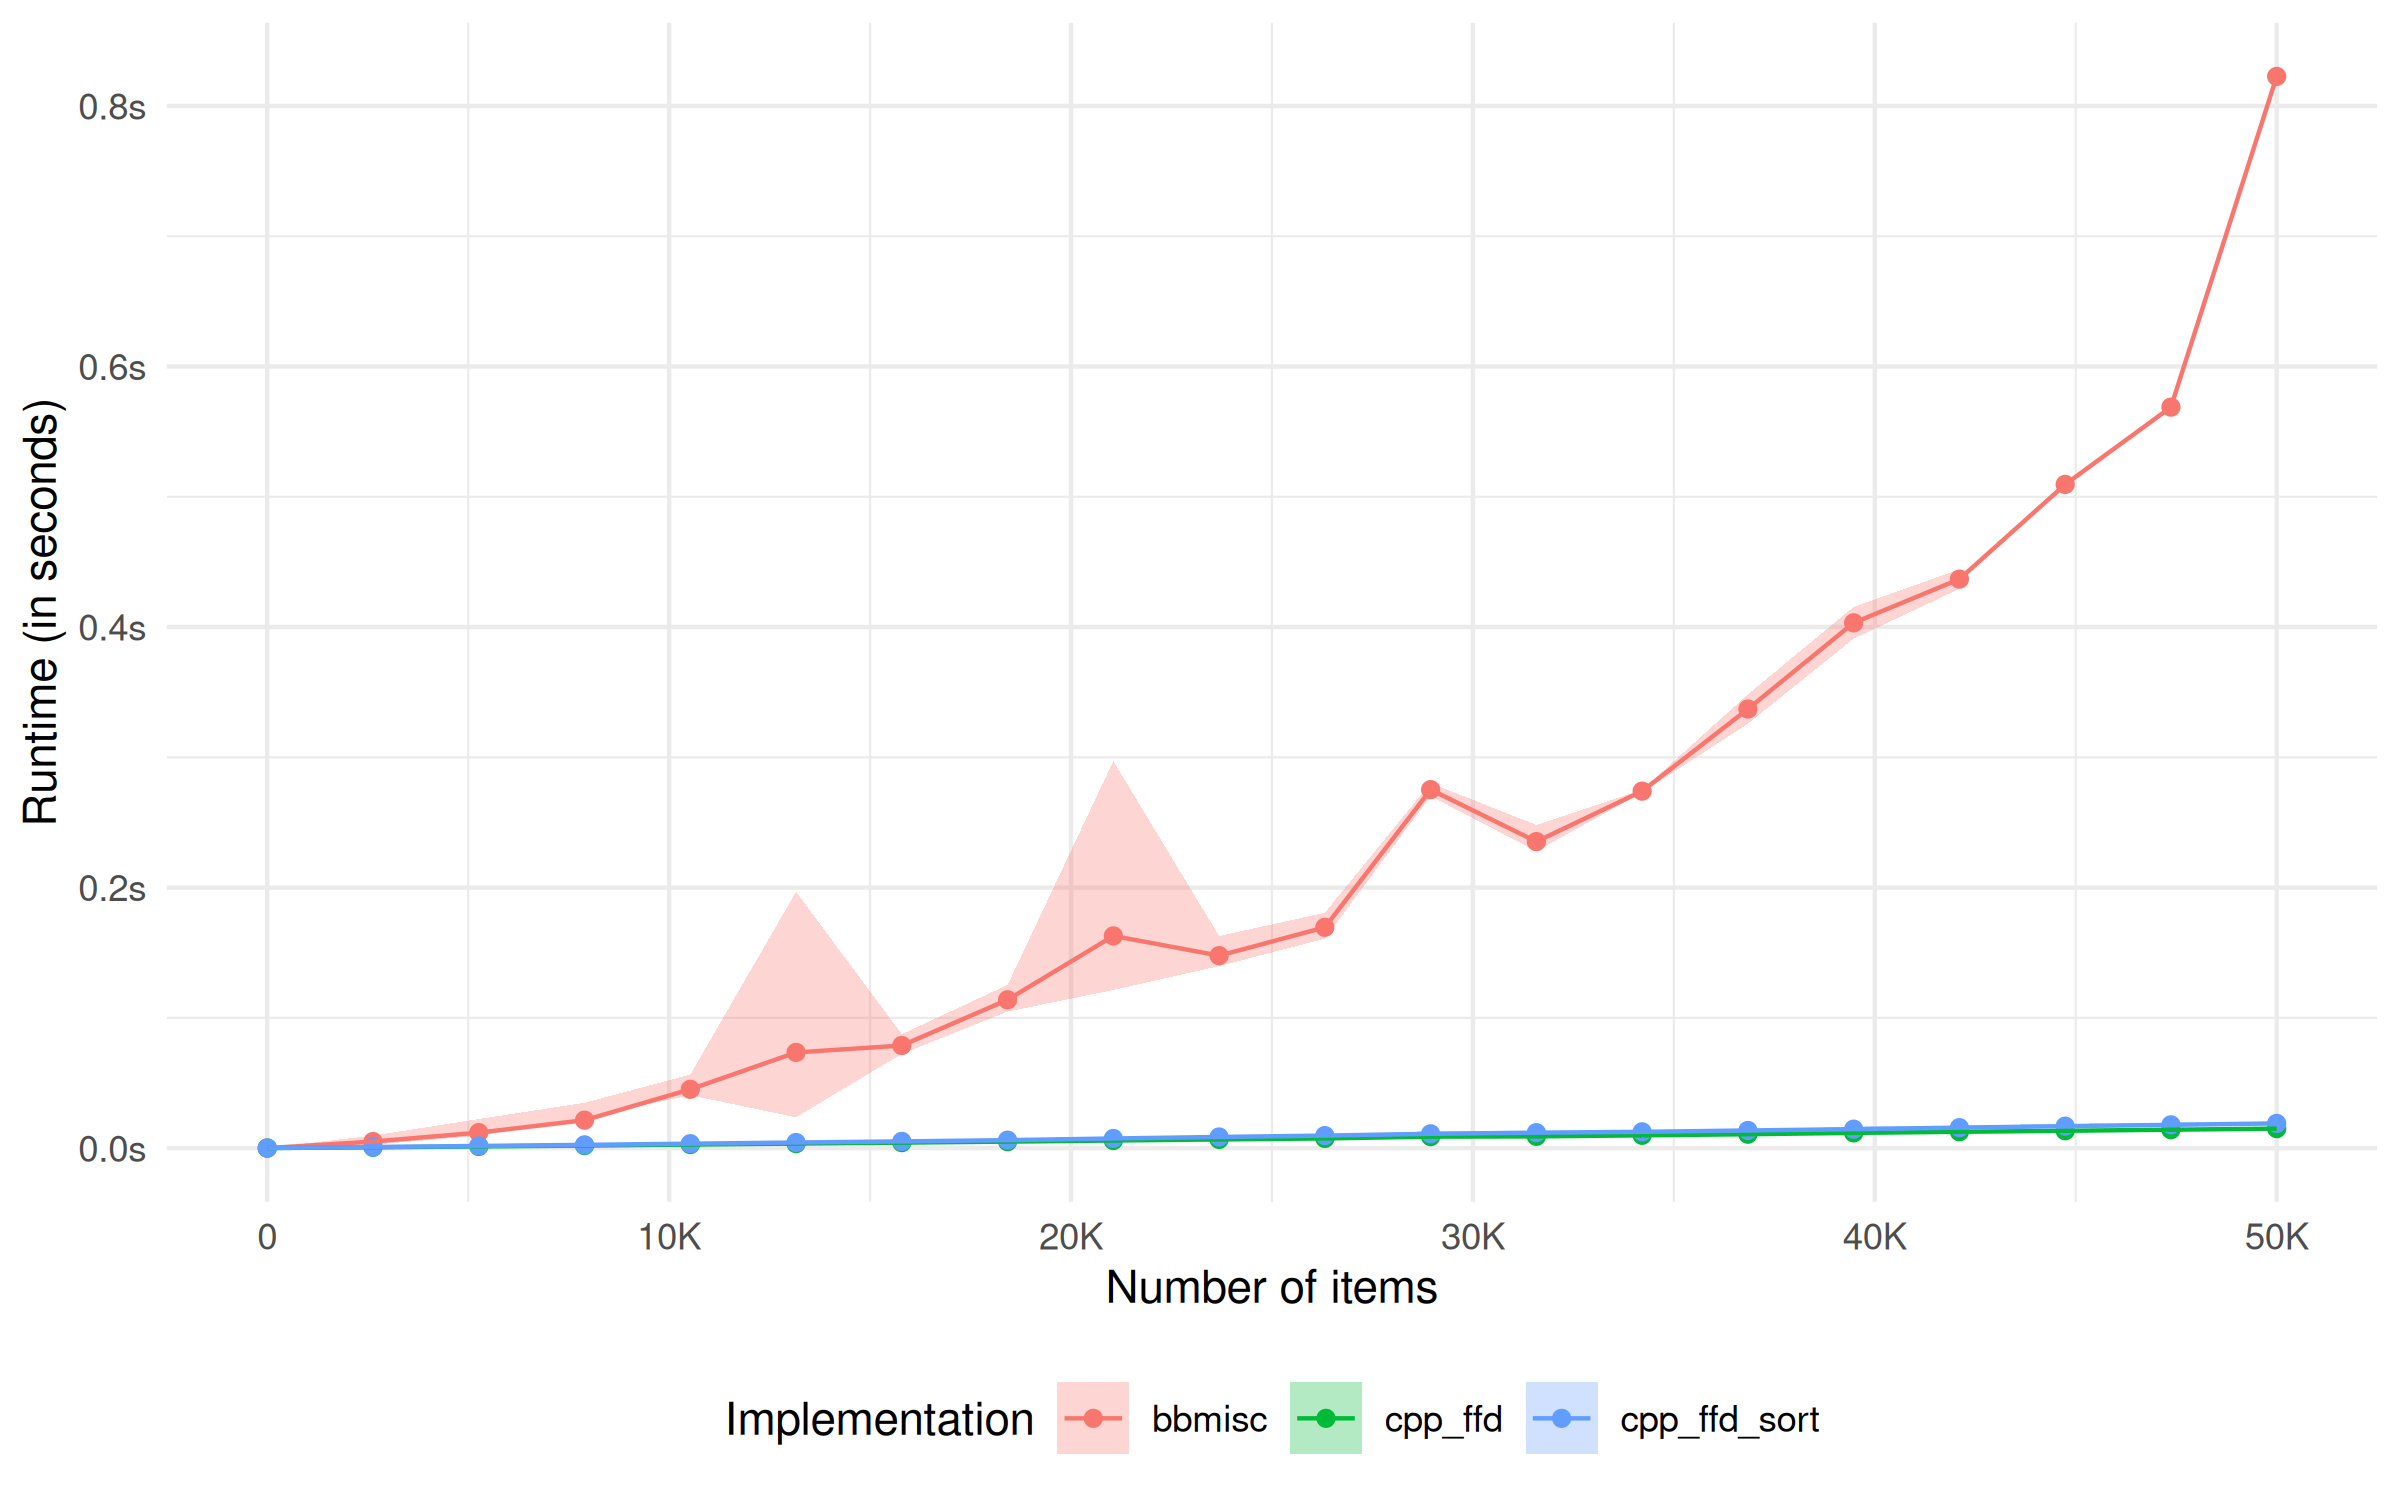 0.8s
0.6s
0.4s
0.2s
0.0s
Runtime (in seconds)
0 10K 20K 30K 40K 50K
Number of items
Implementation bbmisc cpp_ffd cpp_ffd_sort